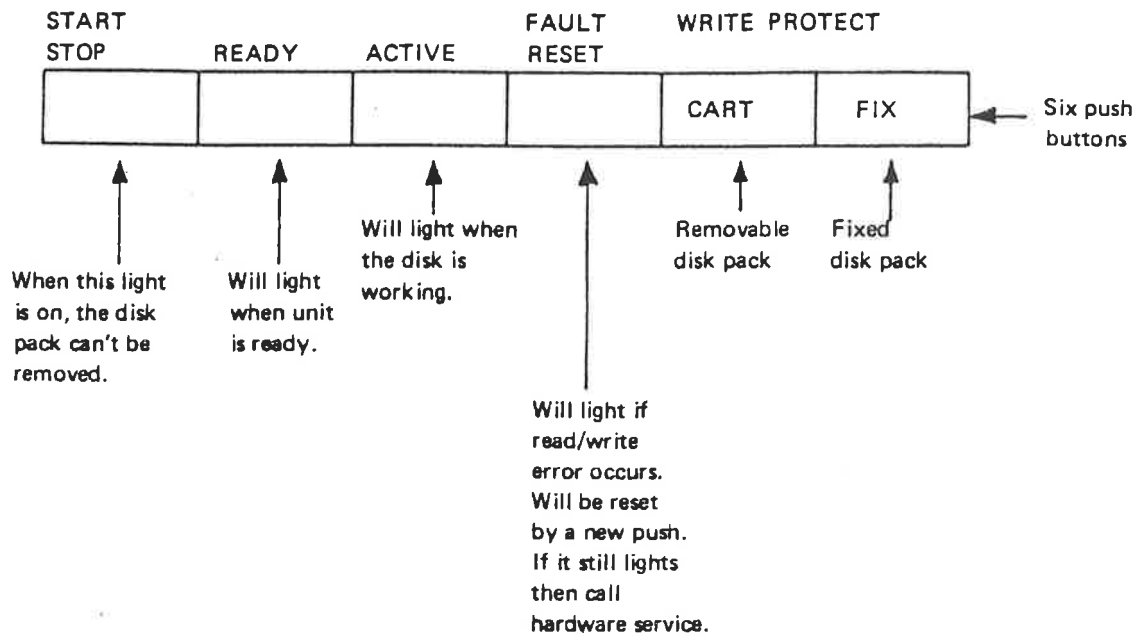 START
STOP
READY
ACTIVE
FAULT
RESET
WRITE PROTECT
CART
FIX
Six push
buttons
When this light
is on, the disk
pack can't be
removed.
Will light
when unit
is ready.
Will light when
the disk is
working.
Will light if
read/write
error occurs.
Will be reset
by a new push.
If it still lights
then call
hardware service.
Removable
disk pack
Fixed
disk pack